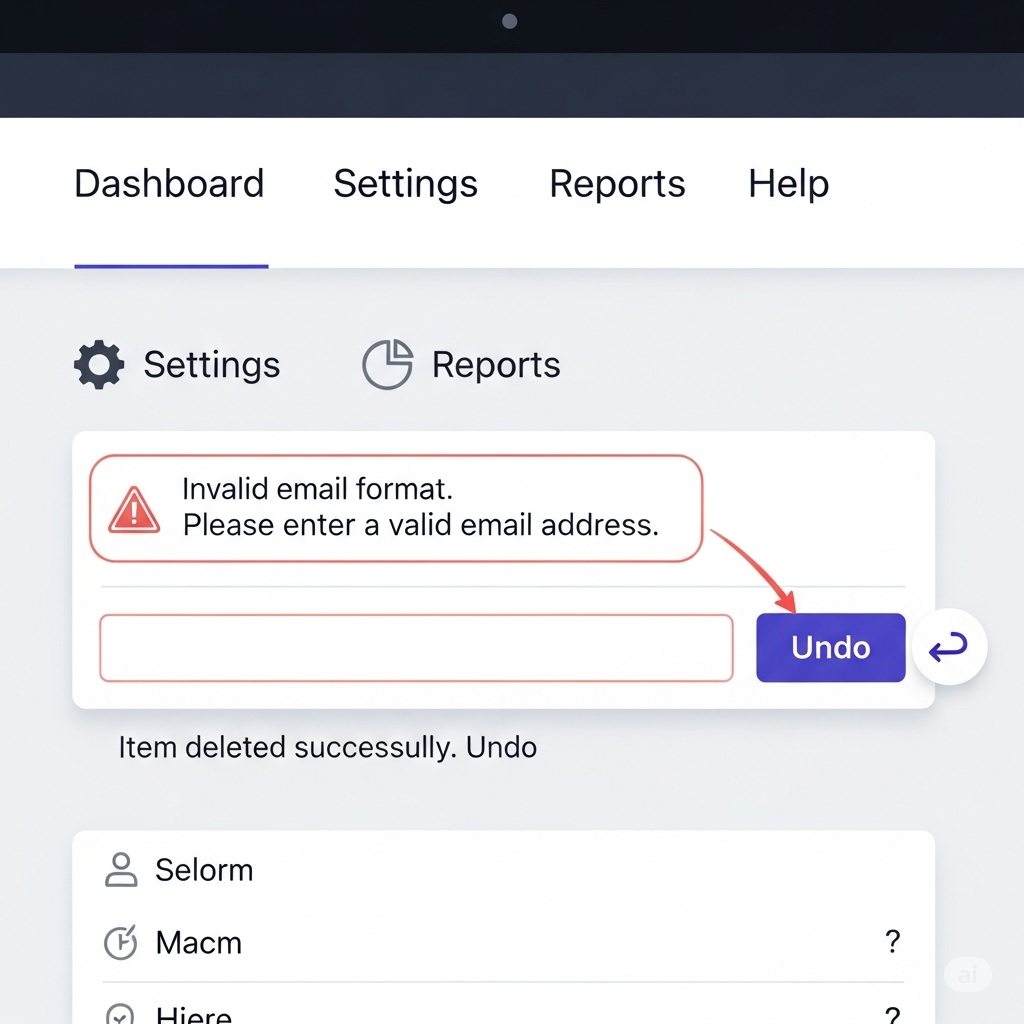 Dashboard Settings Reports Help
Settings Reports
Invalid email format.
Please enter a valid email address.
Undo
Item deleted successully. Undo
Selorm
Macm ?
Hiere ?
ai